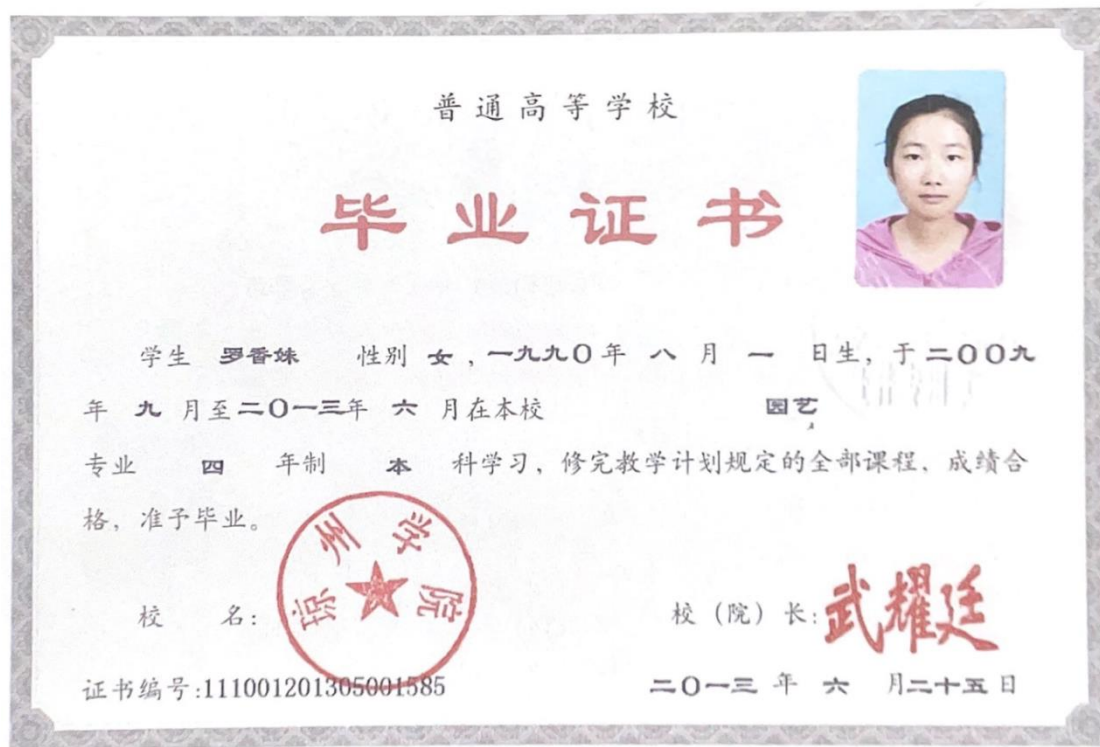 普通高等学校
毕业证书
学生 罗香妹 性别 女，一九九〇年 八 月 一 日生，于二〇〇九
年 九 月至二〇一三年 六 月在本校 园艺
专业 四 年制 本 科学习，修完教学计划规定的全部课程，成绩合
格，准予毕业。
琼州学院
校 名： 校（院）长：武耀廷
证书编号:111001201305001585 二〇一三 年 六 月二十五日